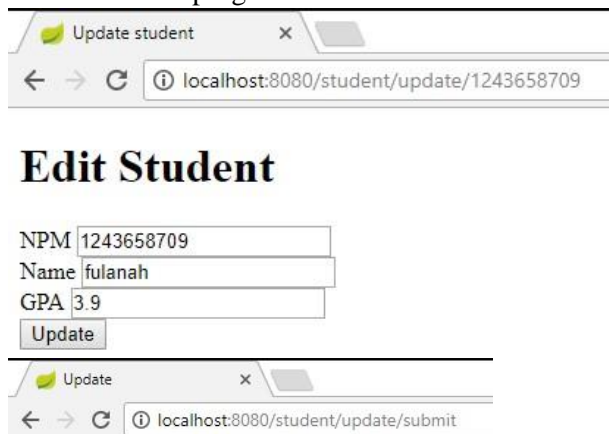 Update student
localhost:8080/student/update/1243658709
Edit Student
NPM 1243658709
Name fulanah
GPA 3.9
Update
Update
localhost:8080/student/update/submit